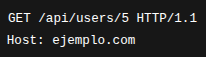 GET /api/users/5 HTTP/1.1
Host: ejemplo.com